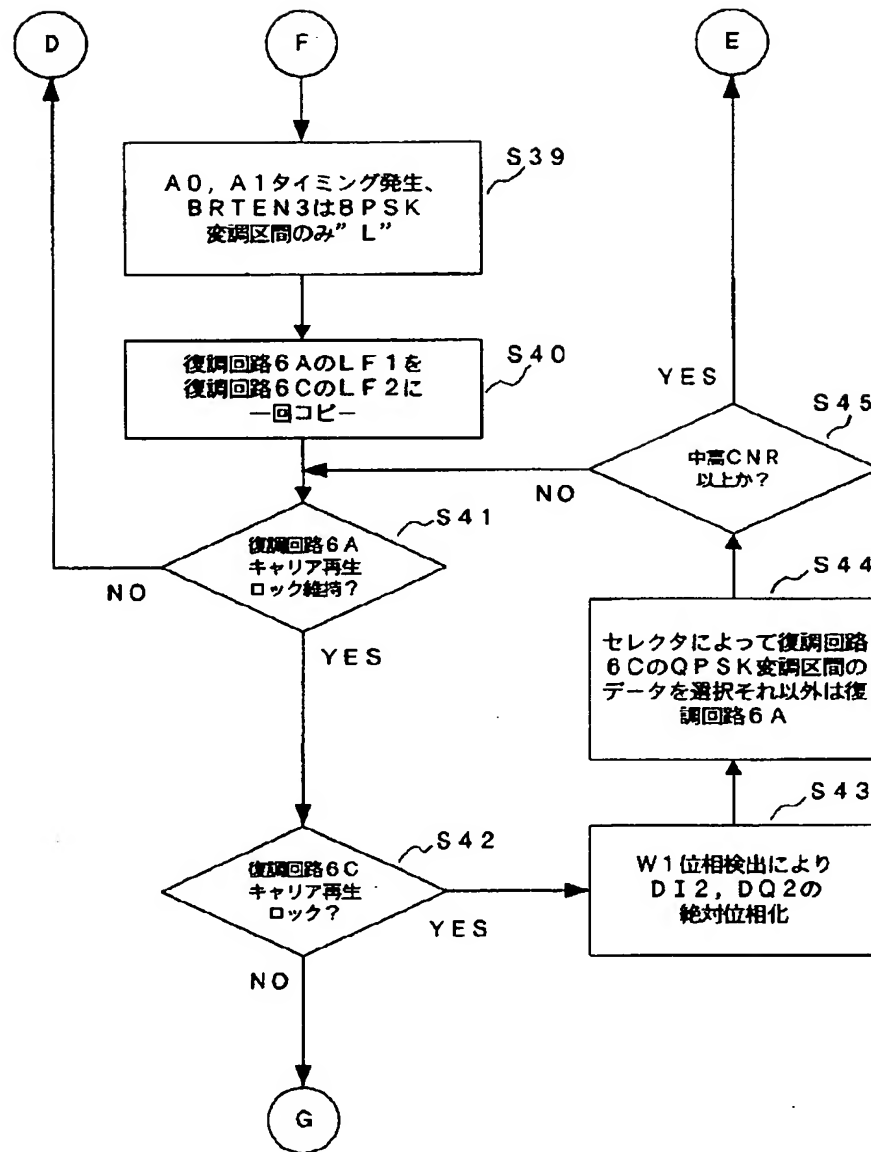 D
F
E
S39
A0，A1タイミング発生、
BRTEN3はBPSK
変調区間のみ”L”
S40
復調回路6AのLF1を
復調回路6CのLF2に
－回コピ－
S41
復調回路6A
キャリア再生
ロック維持？
NO
YES
S42
復調回路6C
キャリア再生
ロック？
YES
NO
G
S43
W1位相検出により
DI2，DQ2の
絶対位相化
S44
セレクタによって復調回路
6CのQPSK変調区間の
データを選択それ以外は復
調回路6A
S45
中高CNR
以上か？
YES
NO